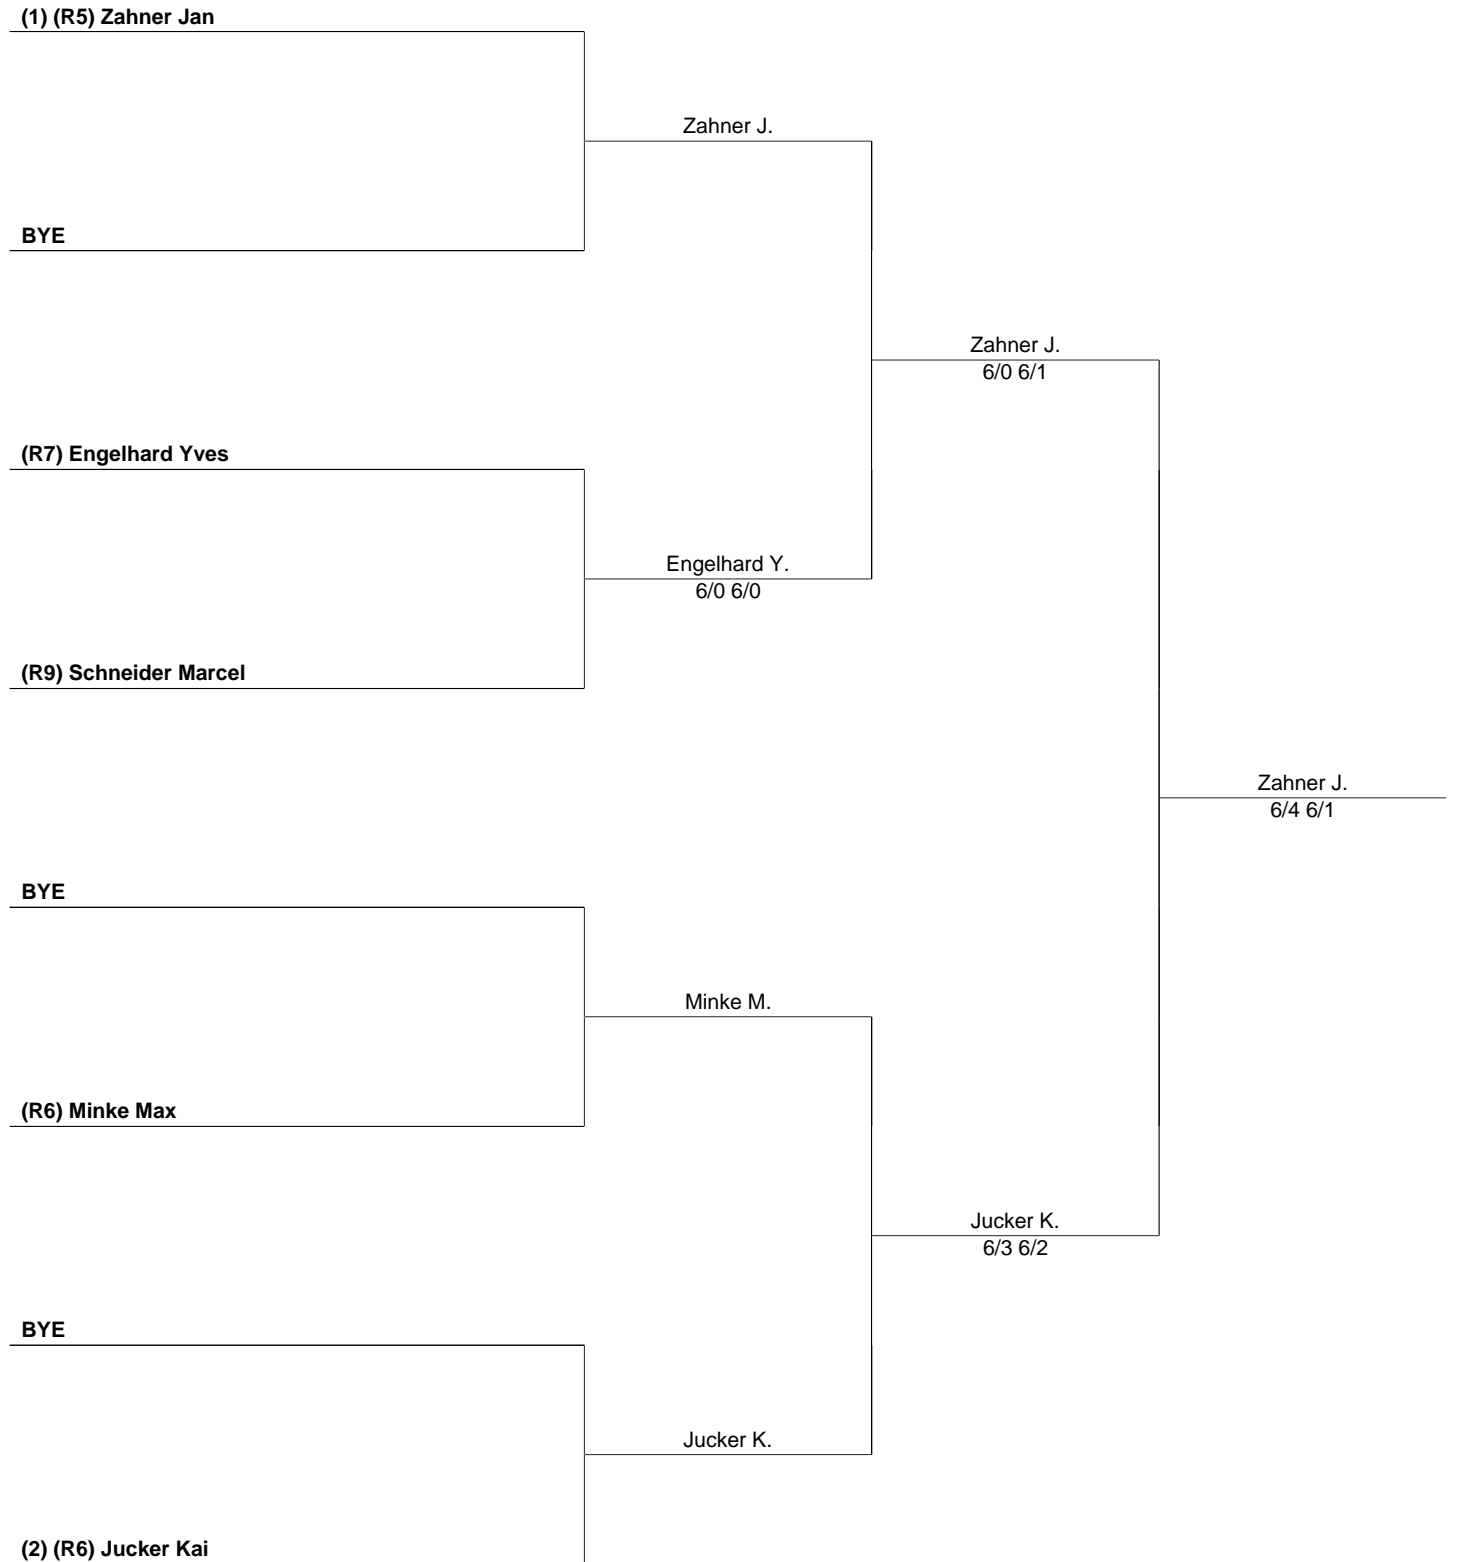 (1) (R5) Zahner Jan
Zahner J.
BYE
Zahner J.
6/0 6/1
(R7) Engelhard Yves
Engelhard Y.
6/0 6/0
(R9) Schneider Marcel
Zahner J.
6/4 6/1
BYE
Minke M.
(R6) Minke Max
Jucker K.
6/3 6/2
BYE
Jucker K.
(2) (R6) Jucker Kai